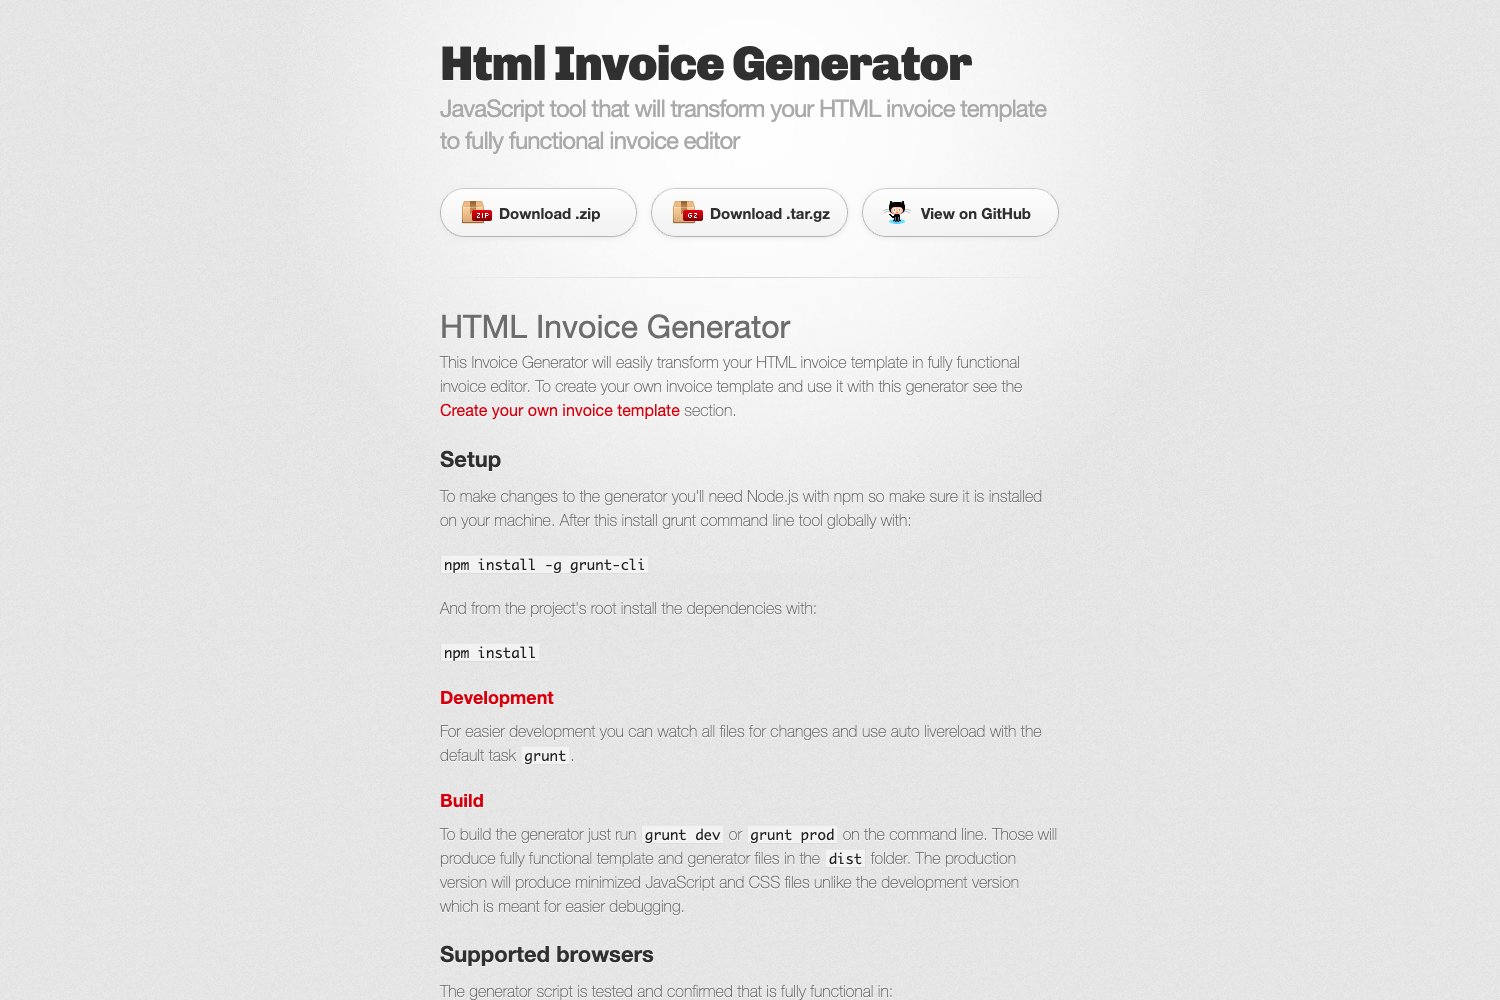 Html Invoice Generator
JavaScript tool that will transform your HTML invoice template
to fully functional invoice editor
ZIP Download .zip
GZ Download .tar.gz
View on GitHub
HTML Invoice Generator
This Invoice Generator will easily transform your HTML invoice template in fully functional
invoice editor. To create your own invoice template and use it with this generator see the
Create your own invoice template section.
Setup
To make changes to the generator you'll need Node.js with npm so make sure it is installed
on your machine. After this install grunt command line tool globally with:
npm install -g grunt-cli
And from the project's root install the dependencies with:
npm install
Development
For easier development you can watch all files for changes and use auto livereload with the
default task grunt.
Build
To build the generator just run grunt dev or grunt prod on the command line. Those will
produce fully functional template and generator files in the dist folder. The production
version will produce minimized JavaScript and CSS files unlike the development version
which is meant for easier debugging.
Supported browsers
The generator script is tested and confirmed that is fully functional in: